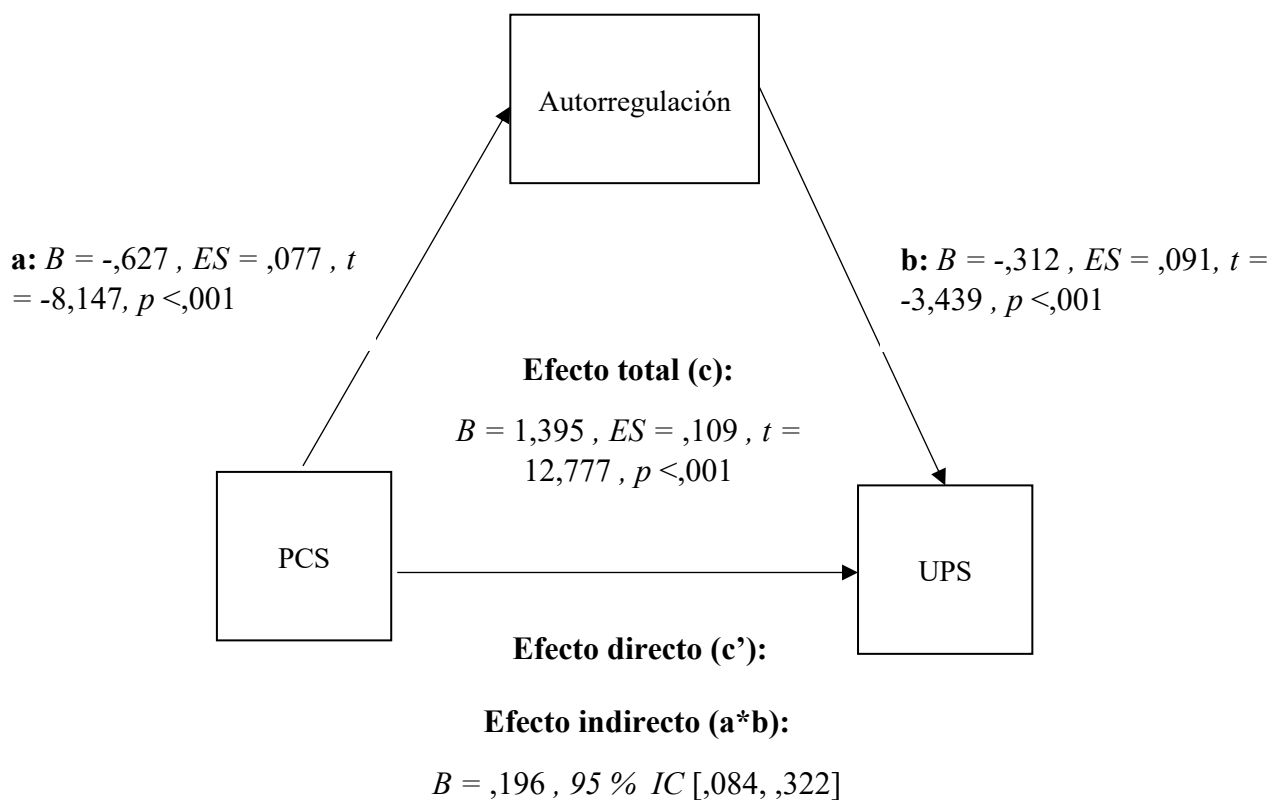 Autorregulación
a: B = -,627 , ES = ,077 , t
= -8,147, p <,001
b: B = -,312 , ES = ,091, t =
-3,439 , p <,001
Efecto total (c):
B = 1,395 , ES = ,109 , t =
12,777 , p <,001
PCS
UPS
Efecto directo (c’):
Efecto indirecto (a*b):
B = ,196 , 95 % IC [,084, ,322]